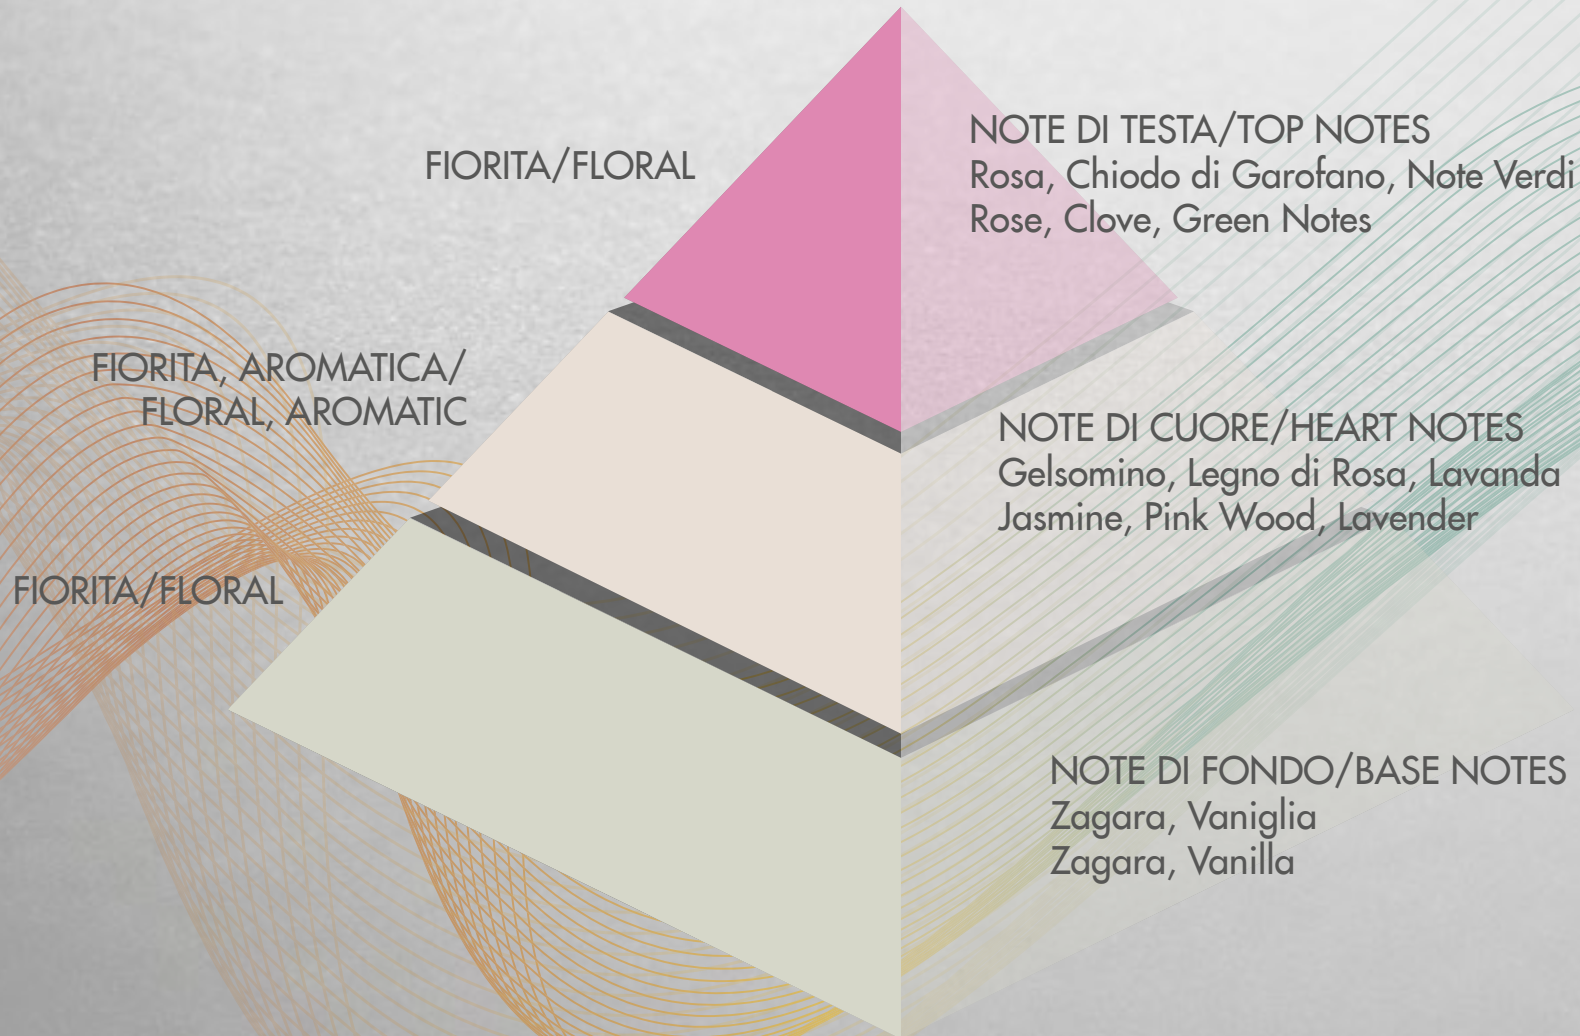 FIORITA/FLORAL
NOTE DI TESTA/TOP NOTES
Rosa, Chiodo di Garofano, Note Verdi
Rose, Clove, Green Notes
FIORITA, AROMATICA/
FLORAL, AROMATIC
NOTE DI CUORE/HEART NOTES
Gelsomino, Legno di Rosa, Lavanda
Jasmine, Pink Wood, Lavender
FIORITA/FLORAL
NOTE DI FONDO/BASE NOTES
Zagara, Vaniglia
Zagara, Vanilla